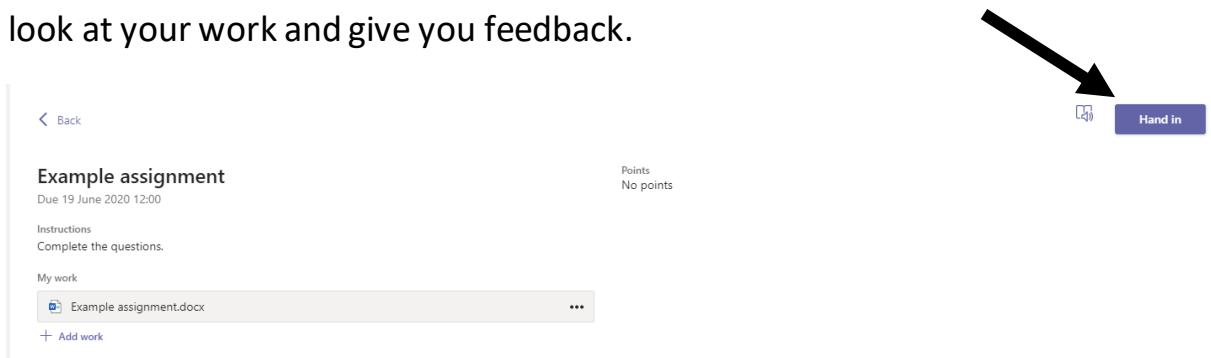 look at your work and give you feedback.
Back
Hand in
Example assignment
Due 19 June 2020 12:00
Instructions
Complete the questions.
My work
Example assignment.docx
+ Add work
Points
No points